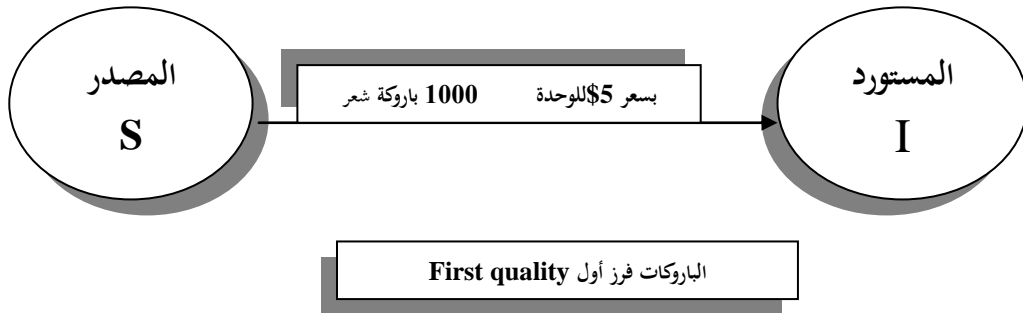 المصدر
S
1000 باروكة شعر بسعر 5$للوحدة
المستورد
I
الباروكات فرز أول First quality